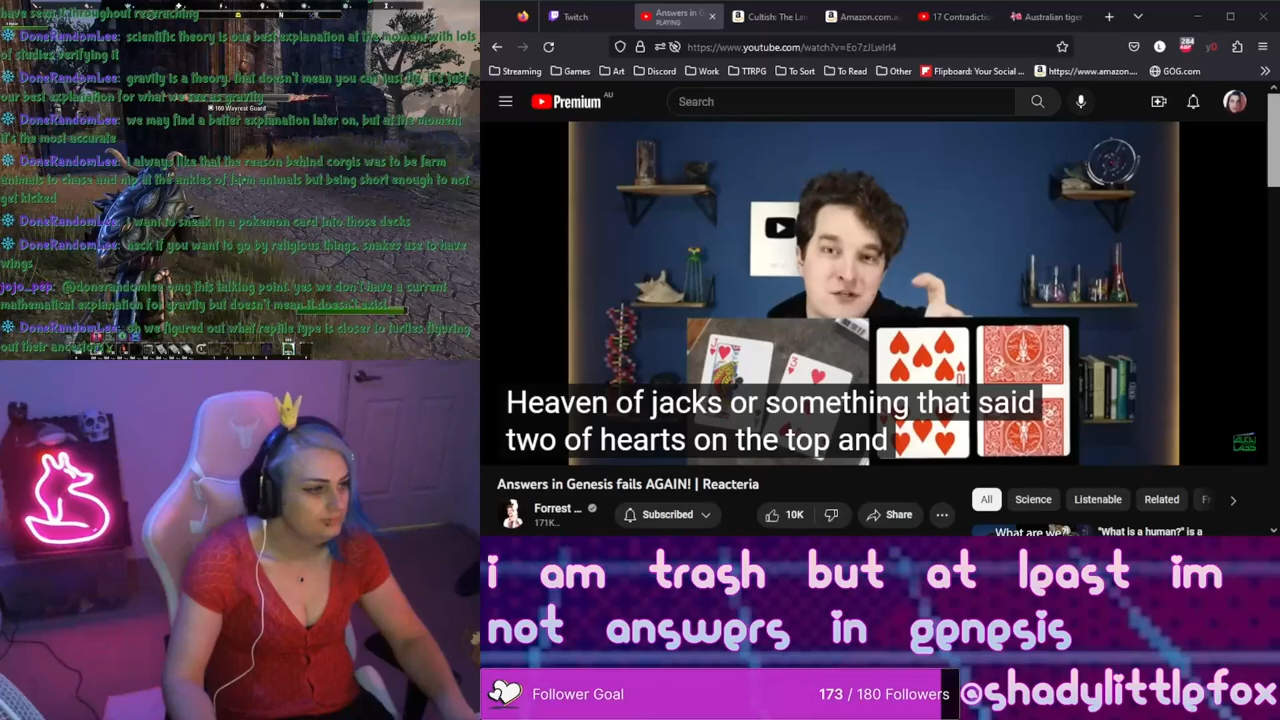 have seen it throughout reseraching
DoneRandomLee: scientific theory is our best explanation at the moment with lots
of studies verifying it
DoneRandomLee: gravity is a theory, that doesn't mean you can just fly, it's just
our best explanation for what we see as gravity
180 Wayrest Guard
DoneRandomLee: we may find a better explanation later on, but at the moment
it's the most accurate
DoneRandomLee: I always like that the reason behind corgis was to be farm
animals to chase and nip at the ankles of farm animals but being short enough to not
get kicked
DoneRandomLee: I want to sneak in a pokemon card into those decks
DoneRandomLee: heck if you want to go by religious things, snakes use to have
wings
jojo_pep: @donerandomlee omg this talking point. yes we don't have a current
mathematical explanation for gravity but doesn't mean it doesn't exist
DoneRandomLee: oh we figured out what reptile type is closer to turtles figuring
out their ancestors
Twitch
Answers in G
PLAYING
Cultish: The Lan
Amazon.com.a
17 Contradiction
Australian tiger
https://www.youtube.com/watch?v=Eo7zJLwIrI4
284
Streaming
Games
Art
Discord
Work
TTRPG
To Sort
To Read
Other
Flipboard: Your Social ...
https://www.amazon....
GOG.com
Premium AU
Search
J
3
10
Heaven of jacks or something that said
two of hearts on the top and
Answers in Genesis fails AGAIN! | Reacteria
Forrest ...
171K...
Subscribed
10K
Share
All
Science
Listenable
Related
What are we?!
"What is a human?" is a
i am trash but at least im
not answers in genesis
Follower Goal
173 / 180 Followers
@shadylittlefox